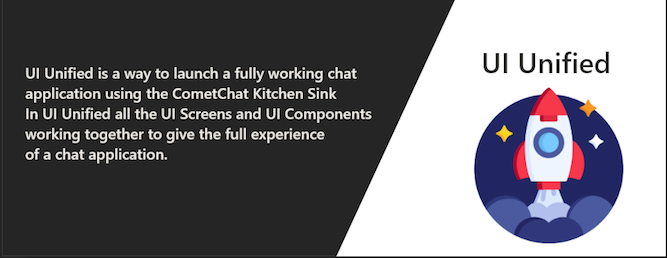 UI Unified is a way to launch a fully working chat
application using the CometChat Kitchen Sink
In UI Unified all the UI Screens and UI Components
working together to give the full experience
of a chat application.
UI Unified